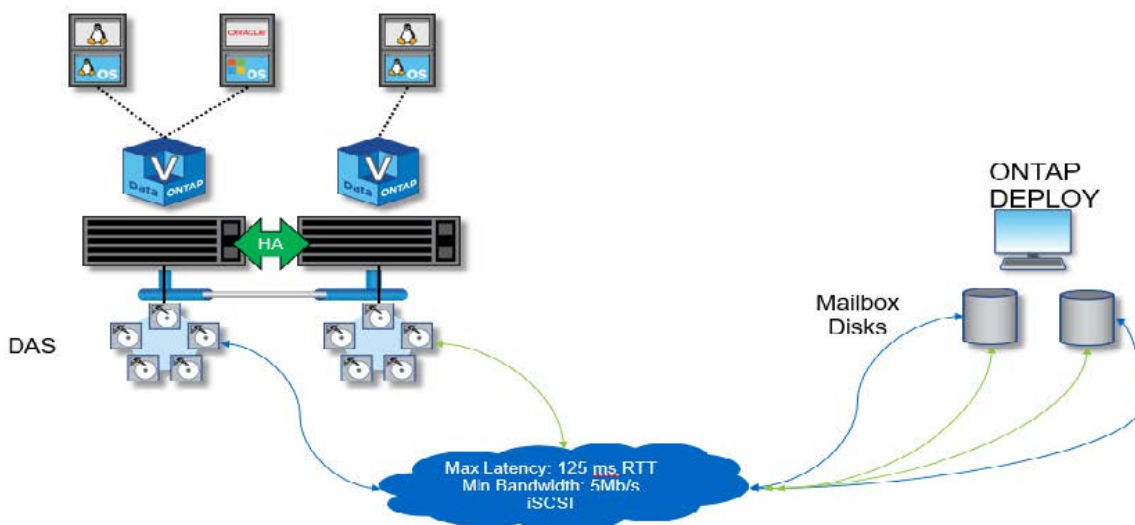 ORACLE
OS
OS
OS
V
Data ONTAP
V
Data ONTAP
HA
DAS
ONTAP
DEPLOY
Mailbox
Disks
Max Latency: 125 ms RTT
Min Bandwidth: 5Mb/s
iSCSI